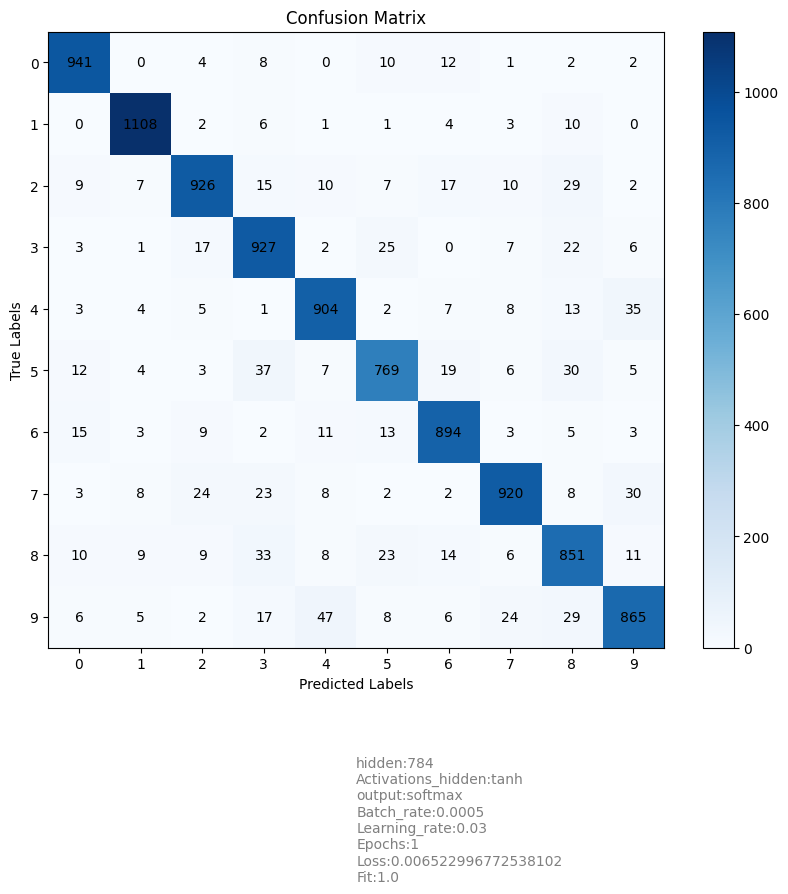 Confusion Matrix
0 941 0 4 8 0 10 12 1 2 2
1 0 1108 2 6 1 1 4 3 10 0
2 9 7 926 15 10 7 17 10 29 2
3 3 1 17 927 2 25 0 7 22 6
4 3 4 5 1 904 2 7 8 13 35
5 12 4 3 37 7 769 19 6 30 5
6 15 3 9 2 11 13 894 3 5 3
7 3 8 24 23 8 2 2 920 8 30
8 10 9 9 33 8 23 14 6 851 11
9 6 5 2 17 47 8 6 24 29 865
0 1 2 3 4 5 6 7 8 9
True Labels
Predicted Labels
1000
800
600
400
200
0
hidden:784
Activations_hidden:tanh
output:softmax
Batch_rate:0.0005
Learning_rate:0.03
Epochs:1
Loss:0.006522996772538102
Fit:1.0